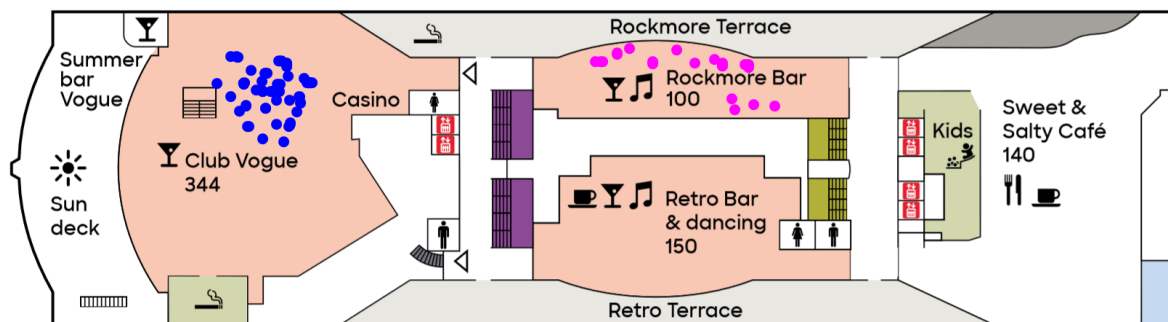 Rockmore Terrace
Summer
bar
Vogue
Casino
Rockmore Bar
100
Club Vogue
344
Kids
Sweet &
Salty Café
140
Sun
deck
Retro Bar
& dancing
150
Retro Terrace